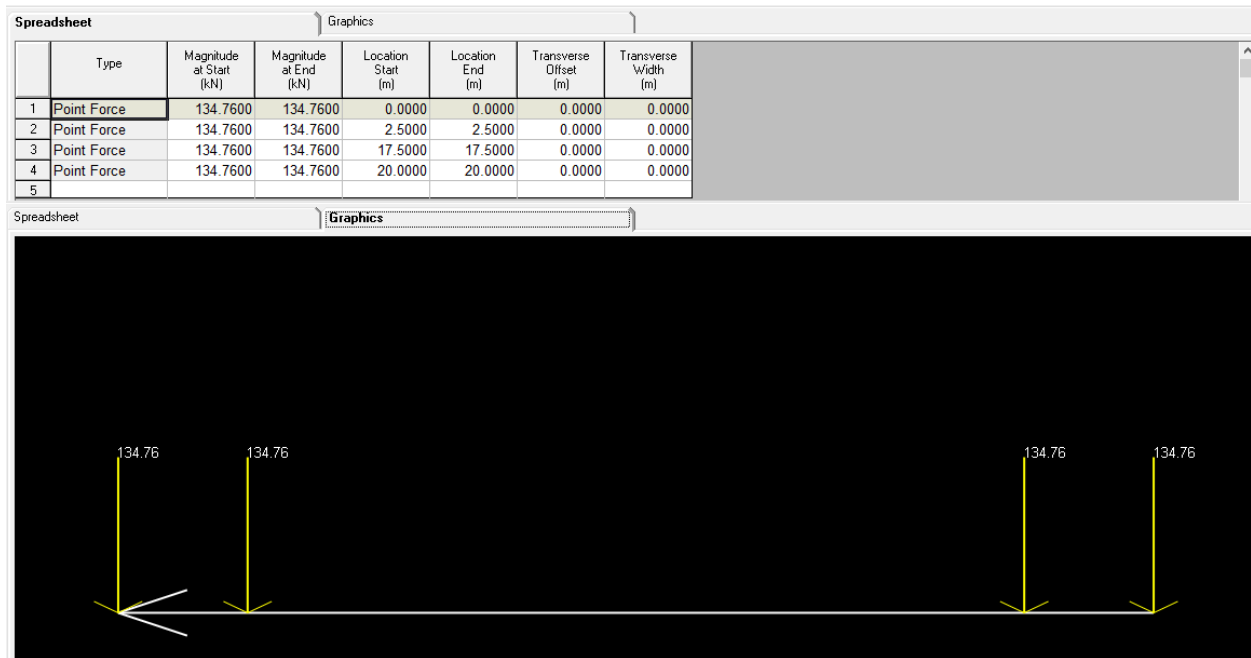 Spreadsheet Graphics
Type Magnitude at Start (kN) Magnitude at End (kN) Location Start (m) Location End (m) Transverse Offset (m) Transverse Width (m)
1 Point Force 134.7600 134.7600 0.0000 0.0000 0.0000 0.0000
2 Point Force 134.7600 134.7600 2.5000 2.5000 0.0000 0.0000
3 Point Force 134.7600 134.7600 17.5000 17.5000 0.0000 0.0000
4 Point Force 134.7600 134.7600 20.0000 20.0000 0.0000 0.0000
5
Spreadsheet Graphics
134.76 134.76 134.76 134.76